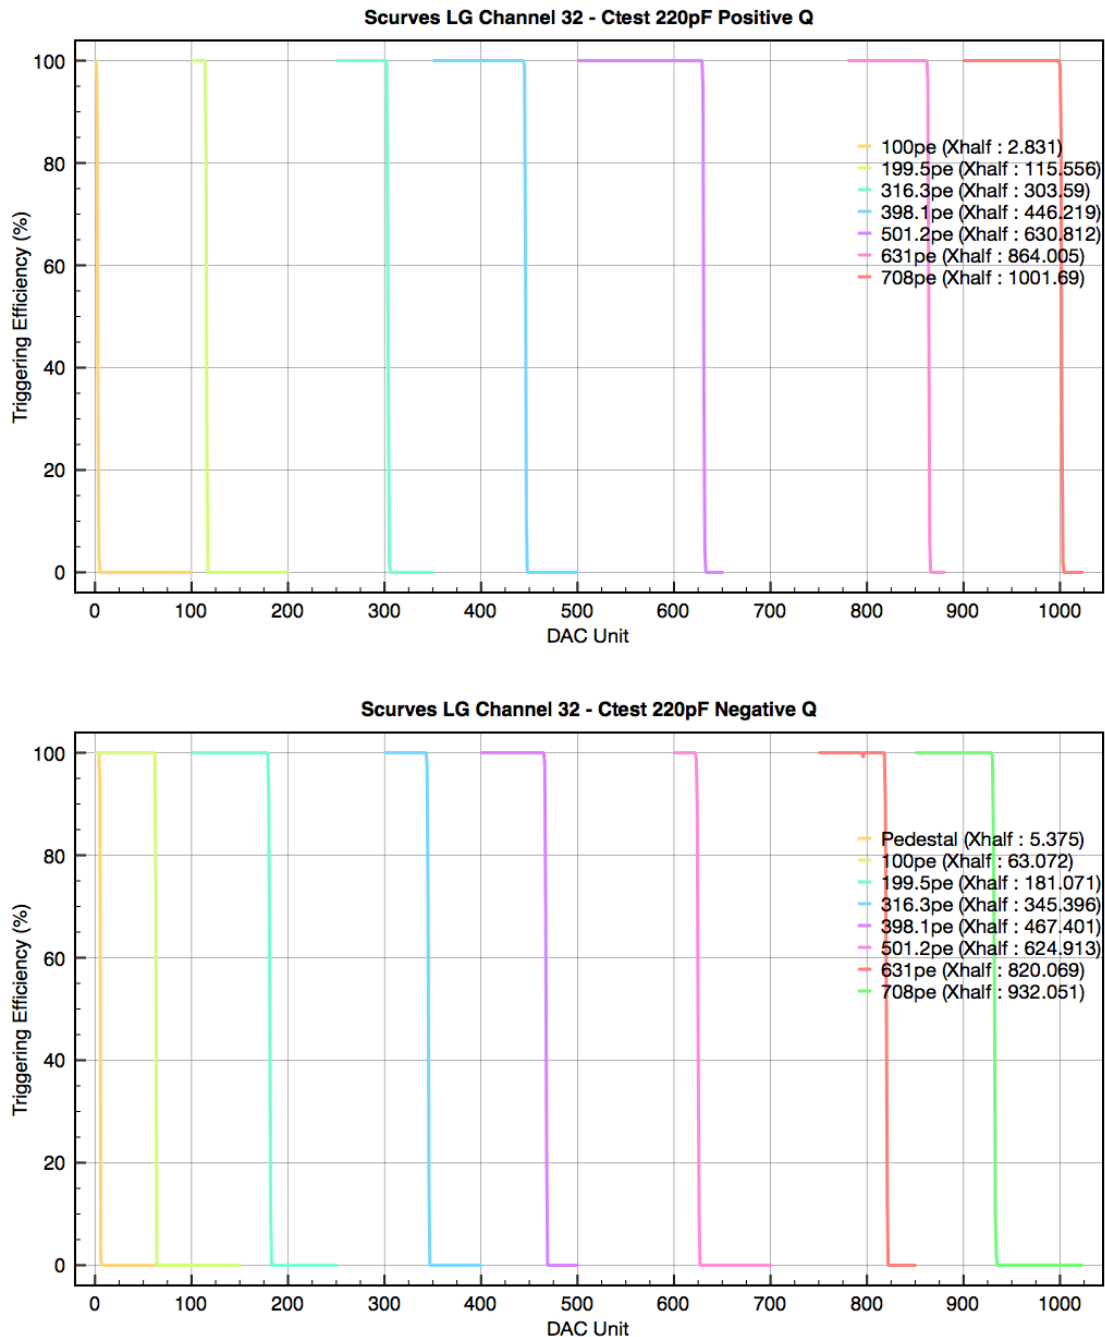 Scurves LG Channel 32 - Ctest 220pF Positive Q
100
80
60
40
20
0
Triggering Efficiency (%)
100pe (Xhalf : 2.831)
199.5pe (Xhalf : 115.556)
316.3pe (Xhalf : 303.59)
398.1pe (Xhalf : 446.219)
501.2pe (Xhalf : 630.812)
631pe (Xhalf : 864.005)
708pe (Xhalf : 1001.69)
0 100 200 300 400 500 600 700 800 900 1000
DAC Unit
Scurves LG Channel 32 - Ctest 220pF Negative Q
100
80
60
40
20
0
Triggering Efficiency (%)
Pedestal (Xhalf : 5.375)
100pe (Xhalf : 63.072)
199.5pe (Xhalf : 181.071)
316.3pe (Xhalf : 345.396)
398.1pe (Xhalf : 467.401)
501.2pe (Xhalf : 624.913)
631pe (Xhalf : 820.069)
708pe (Xhalf : 932.051)
0 100 200 300 400 500 600 700 800 900 1000
DAC Unit